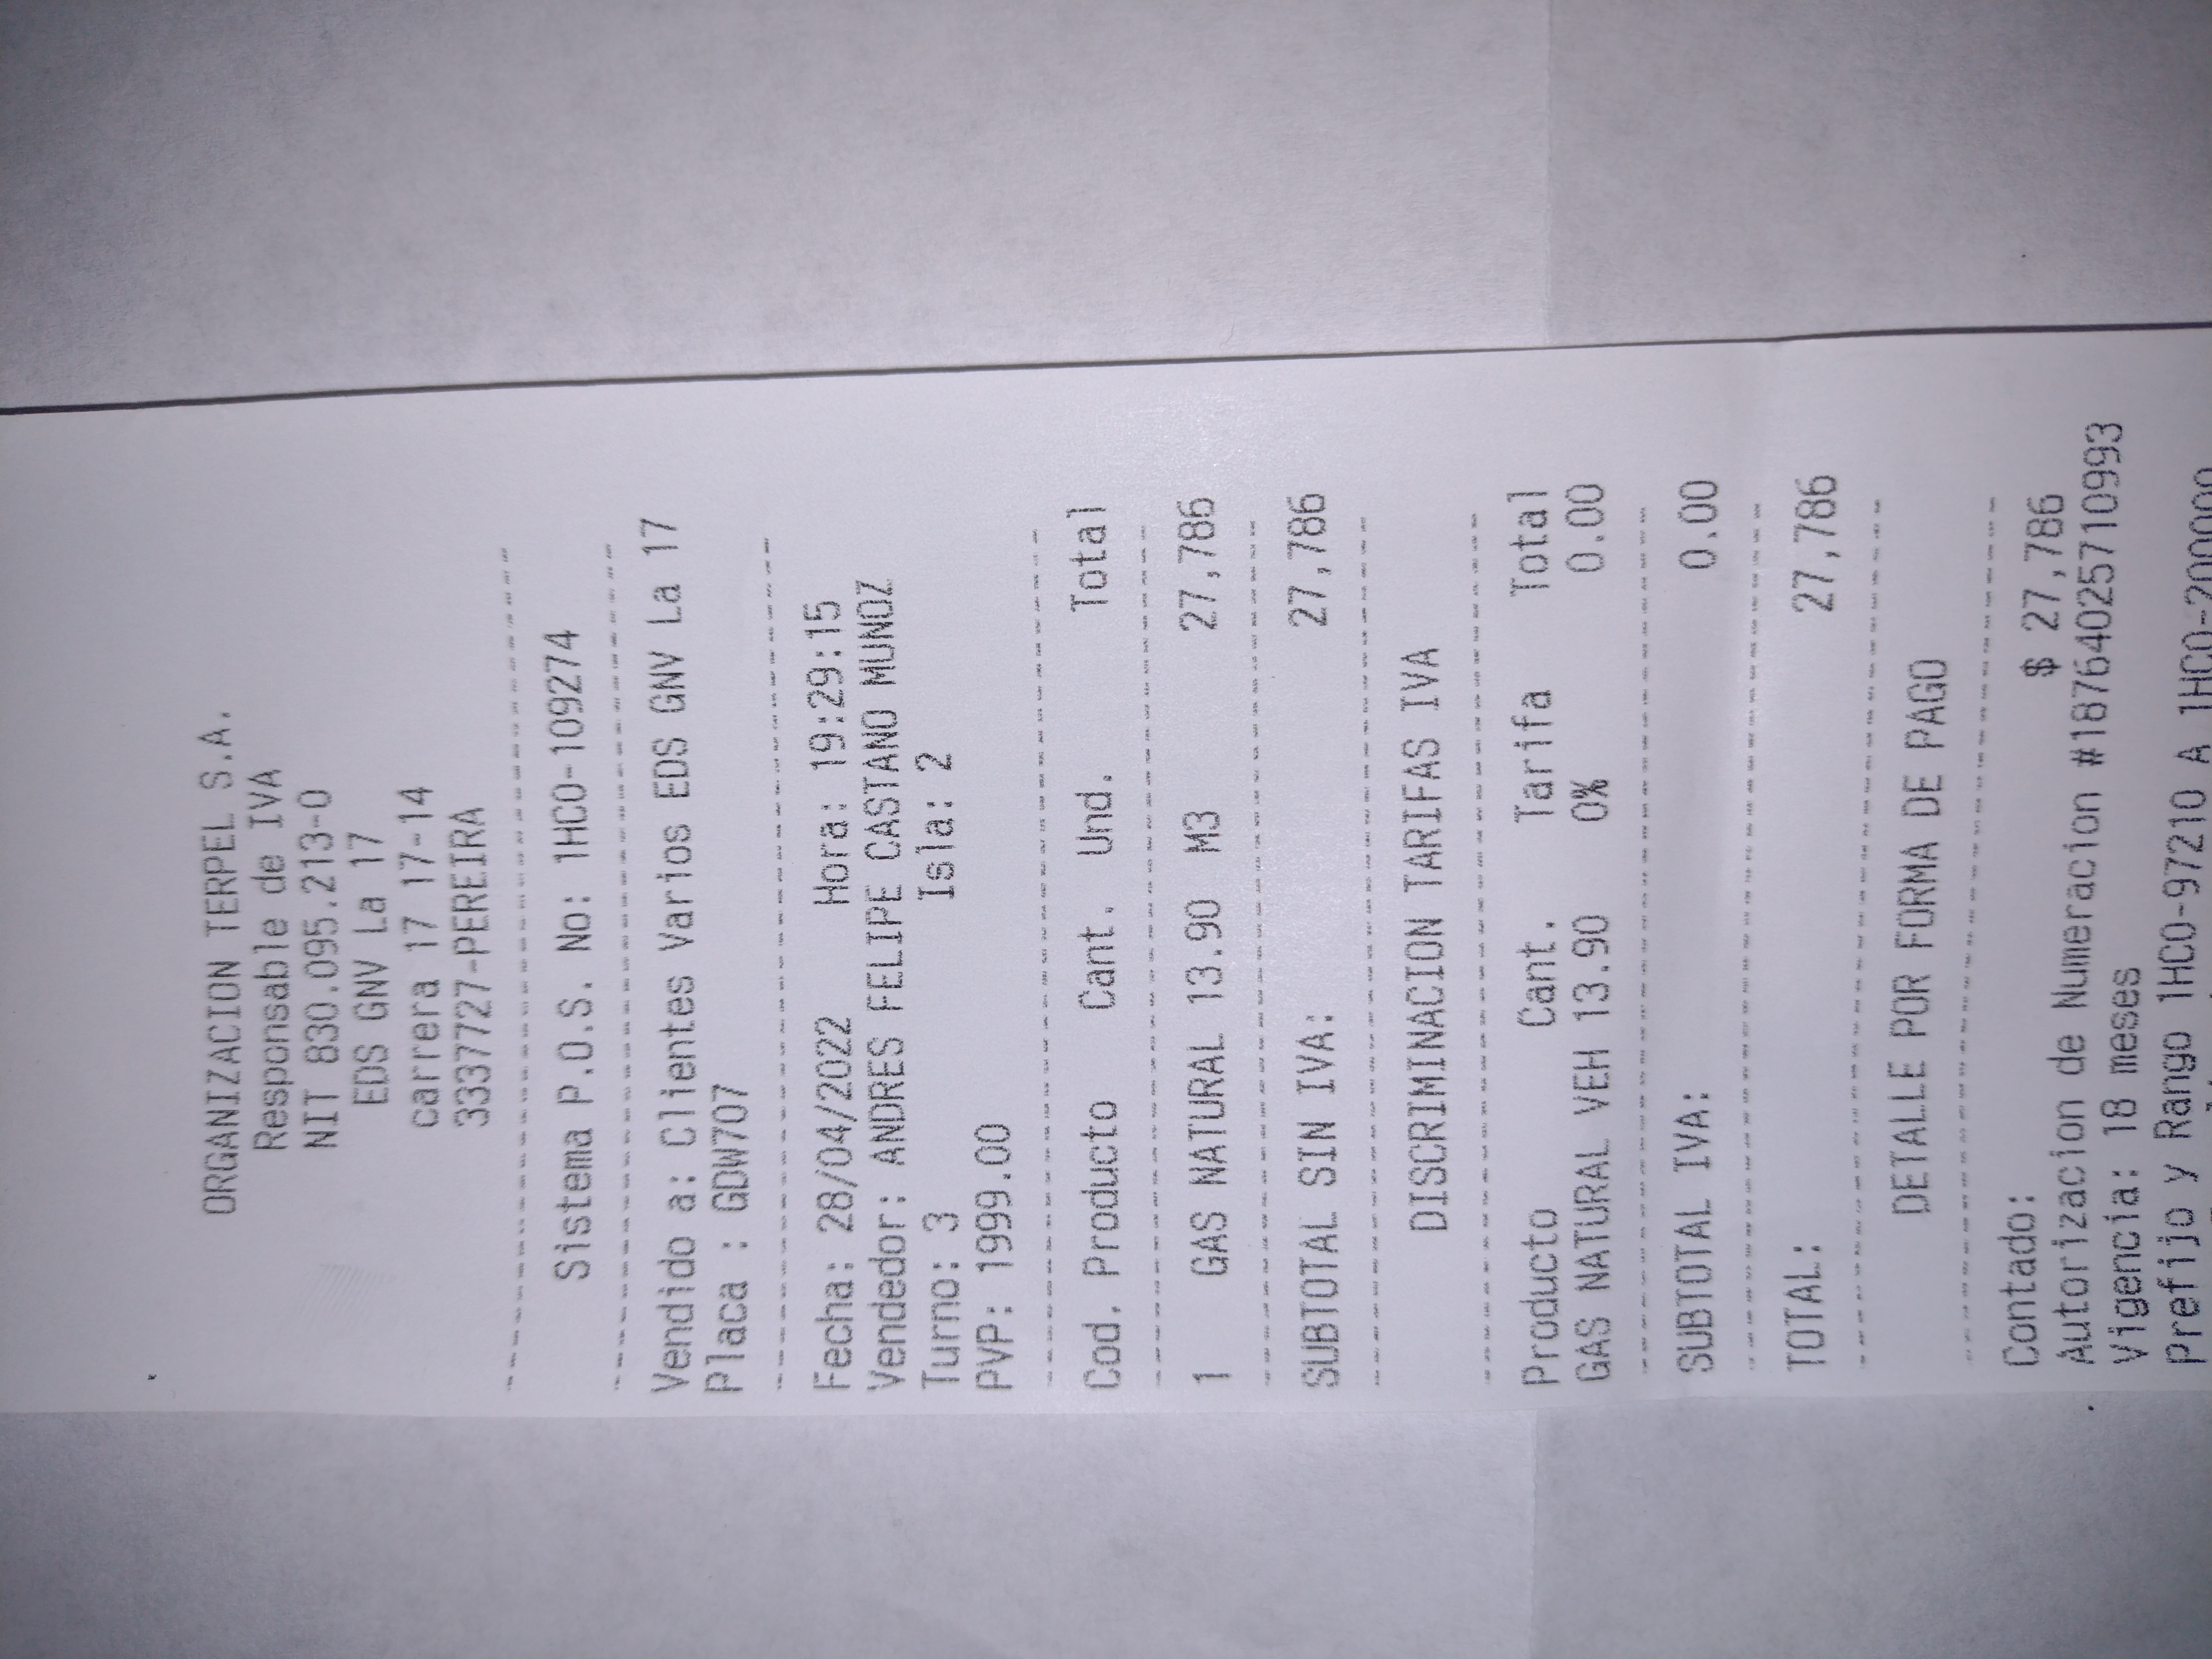 ORGANIZACION TERPEL S.A.
Responsable de IVA
NIT 830.095.213-0
EDS GNV La 17
carrera 17 17-14
3337727-PEREIRA
Sistema P.O.S. No: 1HCO-109274
Vendido a: Clientes Varios EDS GNV La 17
Placa : GDW707
Fecha: 28/04/2022 Hora: 19:29:15
Vendedor: ANDRES FELIPE CASTANO MUNOZ
Turno: 3 Isla: 2
PVP: 1999.00
Cod. Producto Cant. Und. Total
1 GAS NATURAL 13.90 M3 27,786
SUBTOTAL SIN IVA: 27,786
DISCRIMINACION TARIFAS IVA
Producto Cant. Tarifa Total
GAS NATURAL VEH 13.90 0% 0.00
SUBTOTAL IVA: 0.00
TOTAL: 27,786
DETALLE POR FORMA DE PAGO
Contado: $ 27,786
Autorizacion de Numeracion #18764025710993
Vigencia: 18 meses
Prefijo y Rango 1HCO-97210 A